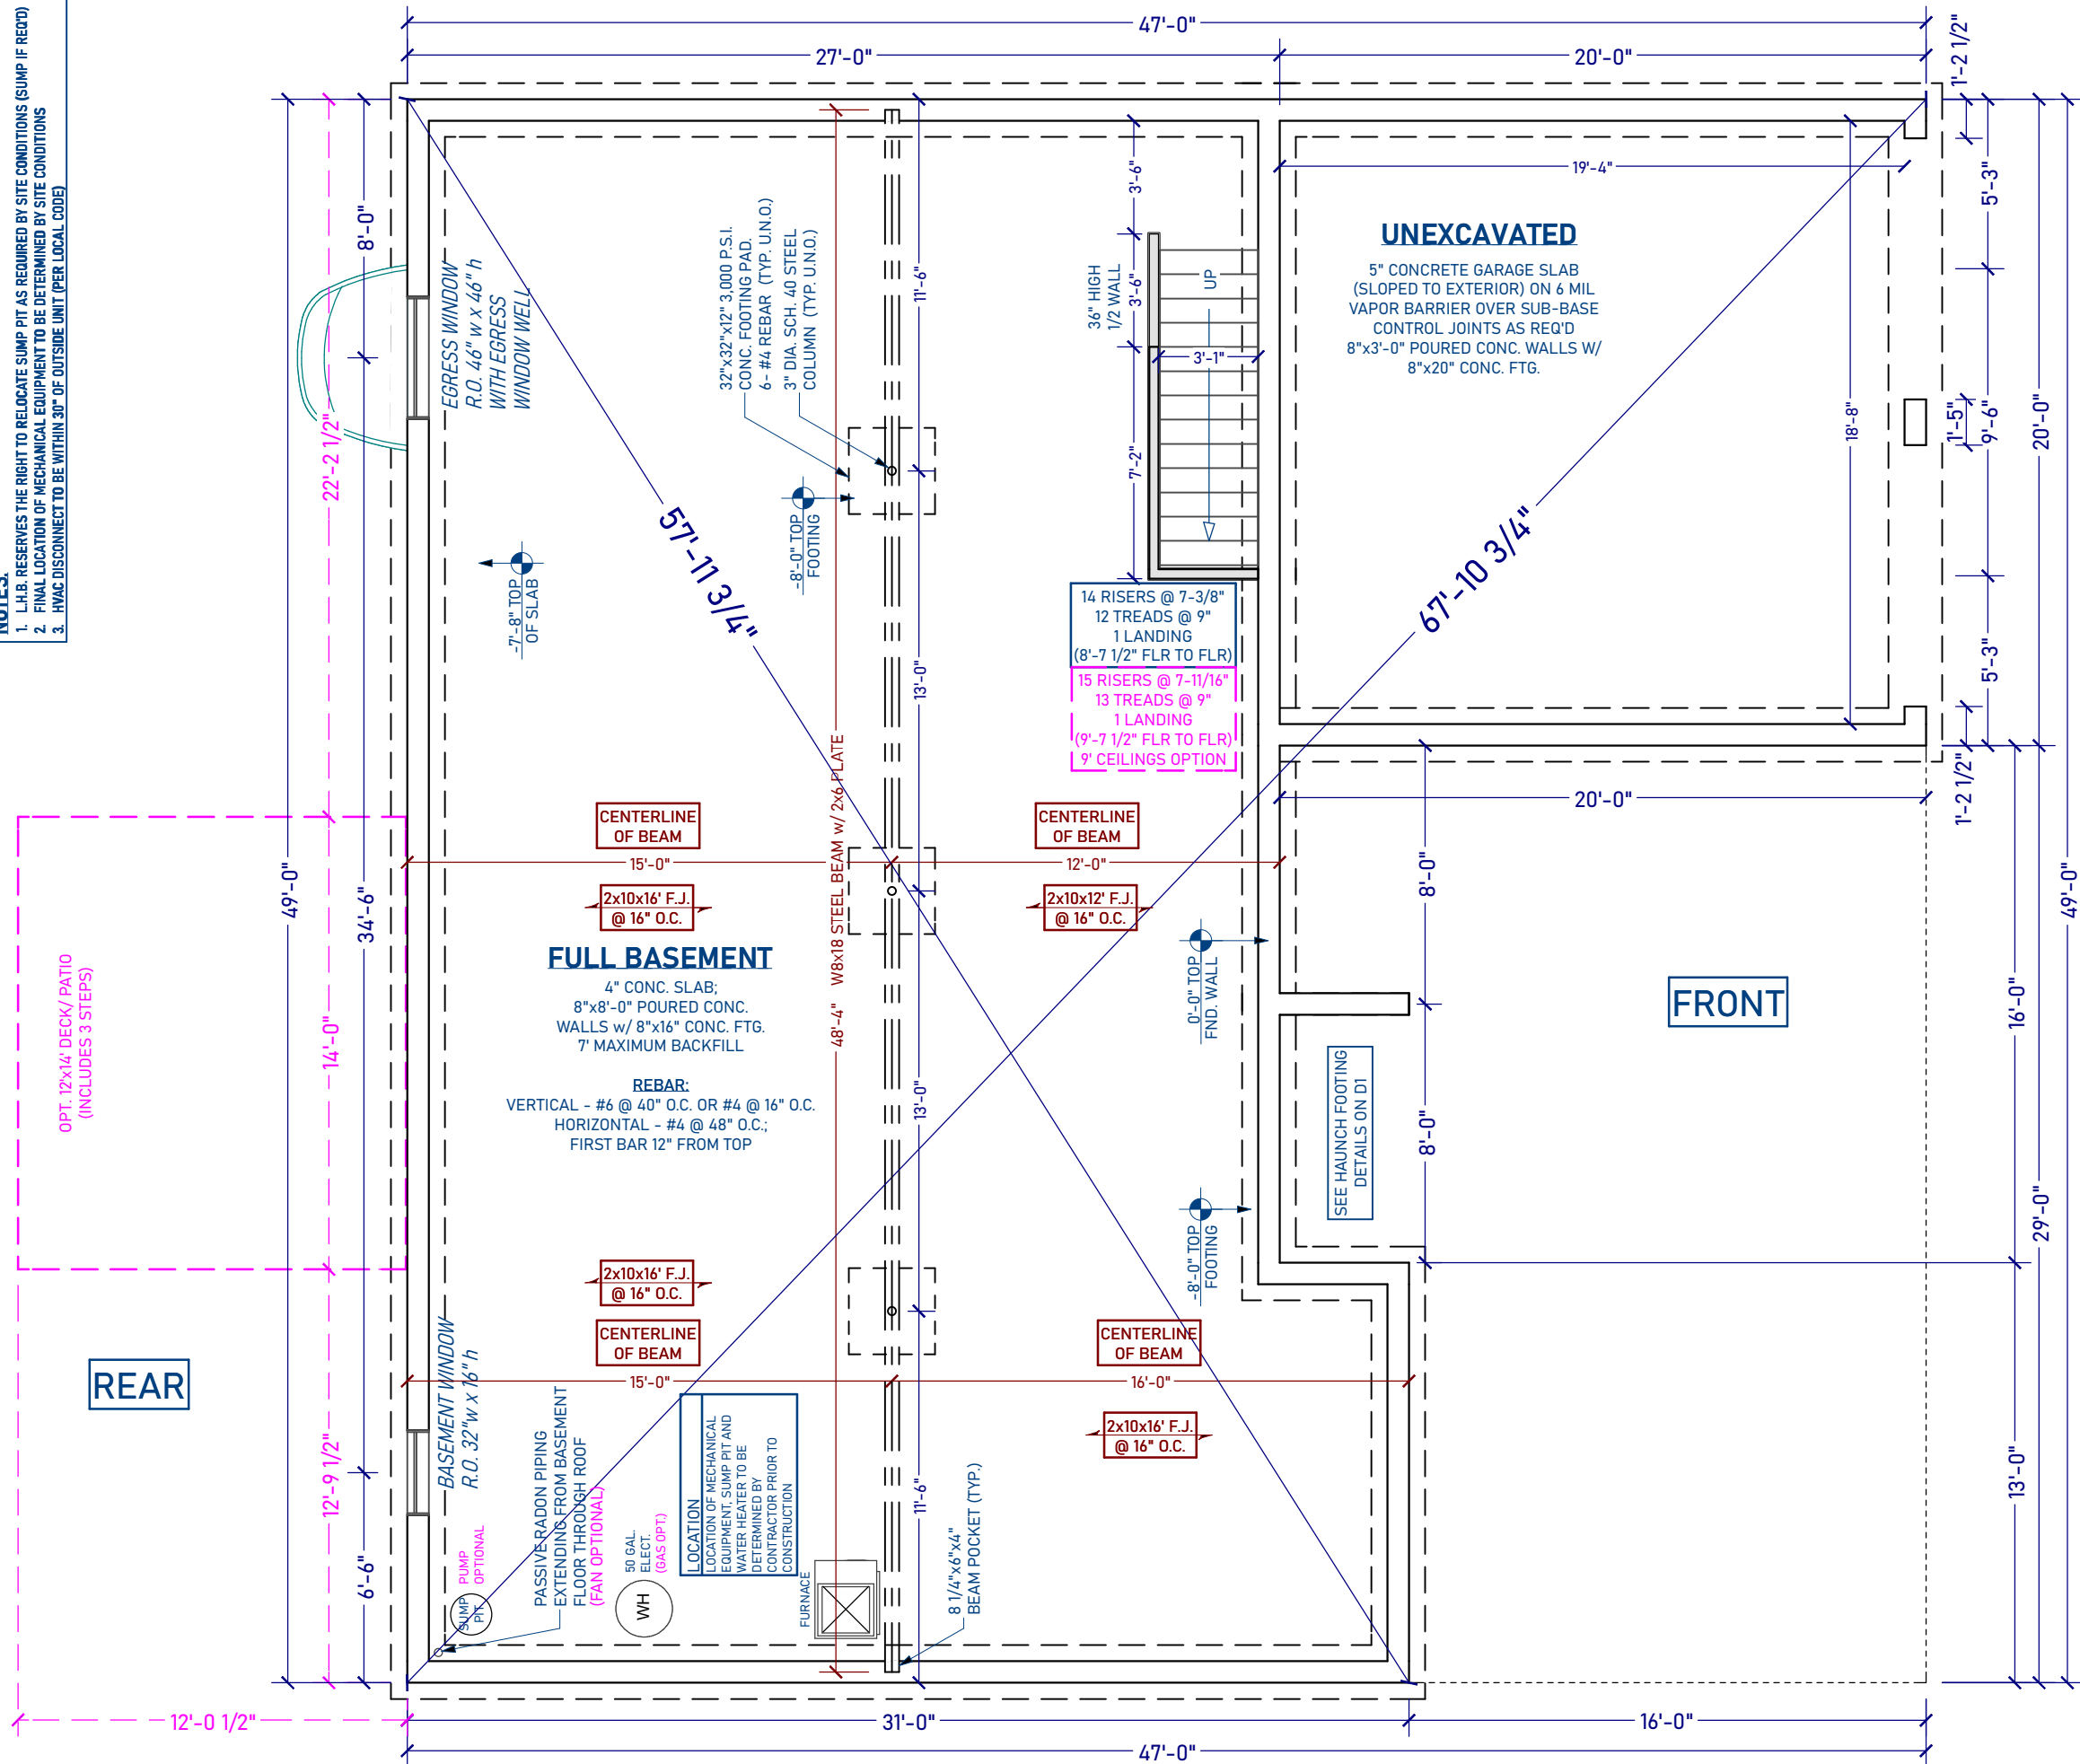 NOTES:
1. L.H.B. RESERVES THE RIGHT TO RELOCATE SUMP PIT AS REQUIRED BY SITE CONDITIONS (SUMP IF REQ'D)
2. FINAL LOCATION OF MECHANICAL EQUIPMENT TO BE DETERMINED BY SITE CONDITIONS
3. HVAC DISCONNECT TO BE WITHIN 30" OF OUTSIDE UNIT (PER LOCAL CODE)
47'-0"
27'-0"
20'-0"
1'-2 1/2"
49'-0"
22'-2 1/2"
8'-0"
34'-6"
14'-0"
12'-9 1/2"
6'-6"
EGRESS WINDOW
R.O. 46" w x 46" h
WITH EGRESS
WINDOW WELL
32"x32"x12" 3,000 P.S.I.
CONC. FOOTING PAD.
6- #4 REBAR (TYP. U.N.O.)
3" DIA. SCH. 40 STEEL
COLUMN (TYP. U.N.O.)
11'-6"
13'-0"
13'-0"
11'-6"
3'-6"
3'-6"
7'-2"
36" HIGH
1/2 WALL
UP
3'-1"
19'-4"
18'-8"
UNEXCAVATED
5" CONCRETE GARAGE SLAB
(SLOPED TO EXTERIOR) ON 6 MIL
VAPOR BARRIER OVER SUB-BASE
CONTROL JOINTS AS REQ'D
8"x3'-0" POURED CONC. WALLS W/
8"x20" CONC. FTG.
5'-3"
1'-5"
9'-6"
5'-3"
1'-2 1/2"
20'-0"
49'-0"
-7'-8" TOP
OF SLAB
-8'-0" TOP
FOOTING
57'-11 3/4"
67'-10 3/4"
14 RISERS @ 7-3/8"
12 TREADS @ 9"
1 LANDING
(8'-7 1/2" FLR TO FLR)
15 RISERS @ 7-11/16"
13 TREADS @ 9"
1 LANDING
(9'-7 1/2" FLR TO FLR)
9' CEILINGS OPTION
20'-0"
CENTERLINE
OF BEAM
CENTERLINE
OF BEAM
15'-0"
12'-0"
2x10x16' F.J.
@ 16" O.C.
2x10x12' F.J.
@ 16" O.C.
48'-4" W8x18 STEEL BEAM w/ 2x6 PLATE
FULL BASEMENT
4" CONC. SLAB;
8"x8'-0" POURED CONC.
WALLS w/ 8"x16" CONC. FTG.
7' MAXIMUM BACKFILL
REBAR:
VERTICAL - #6 @ 40" O.C. OR #4 @ 16" O.C.
HORIZONTAL - #4 @ 48" O.C.;
FIRST BAR 12" FROM TOP
0'-0" TOP
FND. WALL
8'-0"
8'-0"
16'-0"
29'-0"
13'-0"
FRONT
SEE HAUNCH FOOTING
DETAILS ON D1
-8'-0" TOP
FOOTING
OPT. 12'x14' DECK/ PATIO
(INCLUDES 3 STEPS)
REAR
2x10x16' F.J.
@ 16" O.C.
CENTERLINE
OF BEAM
CENTERLINE
OF BEAM
15'-0"
16'-0"
2x10x16' F.J.
@ 16" O.C.
BASEMENT WINDOW
R.O. 32"w x 16" h
SUMP
PIT
PUMP
OPTIONAL
PASSIVE RADON PIPING
EXTENDING FROM BASEMENT
FLOOR THROUGH ROOF
(FAN OPTIONAL)
50 GAL.
ELECT.
(GAS OPT.)
WH
LOCATION
LOCATION OF MECHANICAL
EQUIPMENT, SUMP PIT AND
WATER HEATER TO BE
DETERMINED BY
CONTRACTOR PRIOR TO
CONSTRUCTION
FURNACE
8 1/4"x6"x4"
BEAM POCKET (TYP.)
12'-0 1/2"
31'-0"
16'-0"
47'-0"